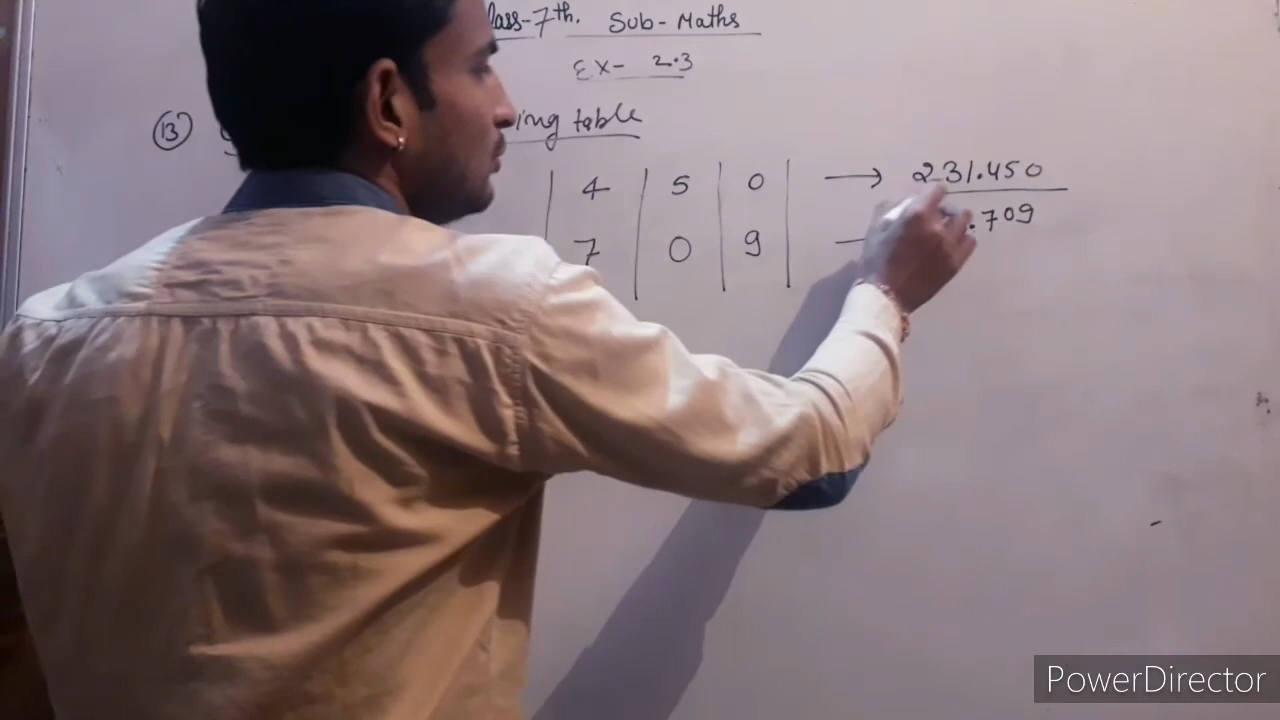 lass-7th. Sub-Maths
Ex- 2.3
13 ing table
4 5 0 → 231.450
7 0 9 .709
PowerDirector